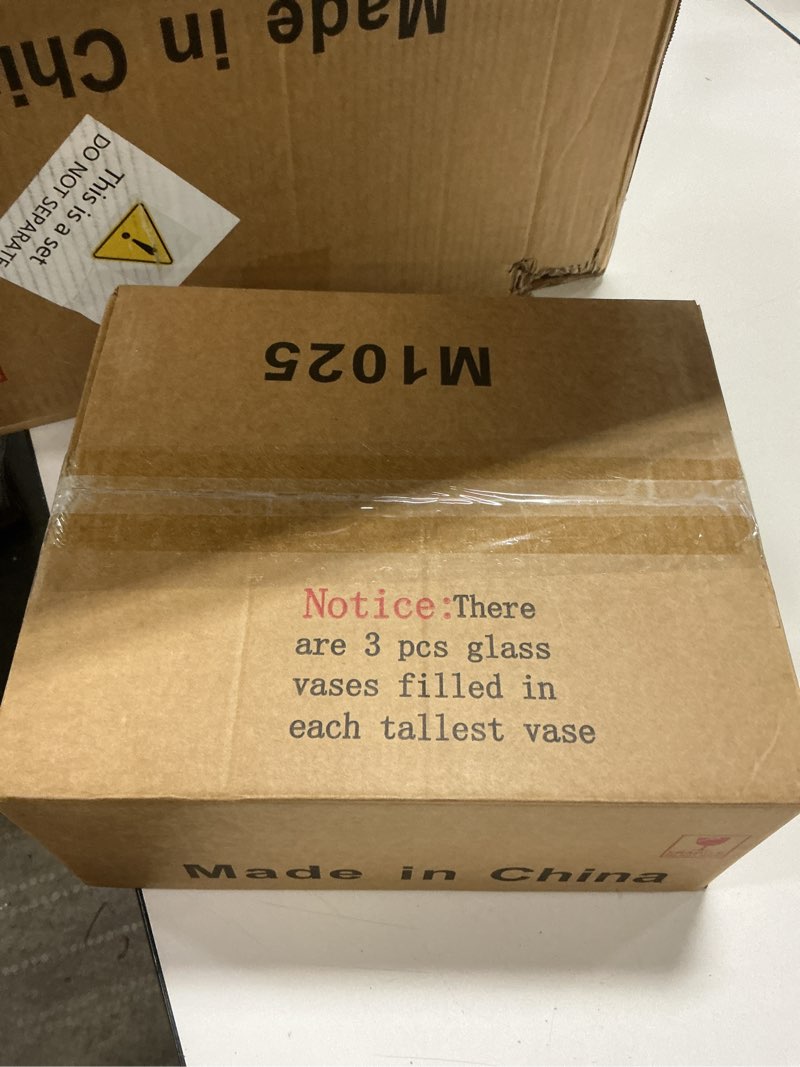 Made in Chi
This is a set
DO NOT SEPARATE
M1025
Notice:There
are 3 pcs glass
vases filled in
each tallest vase
Made in China